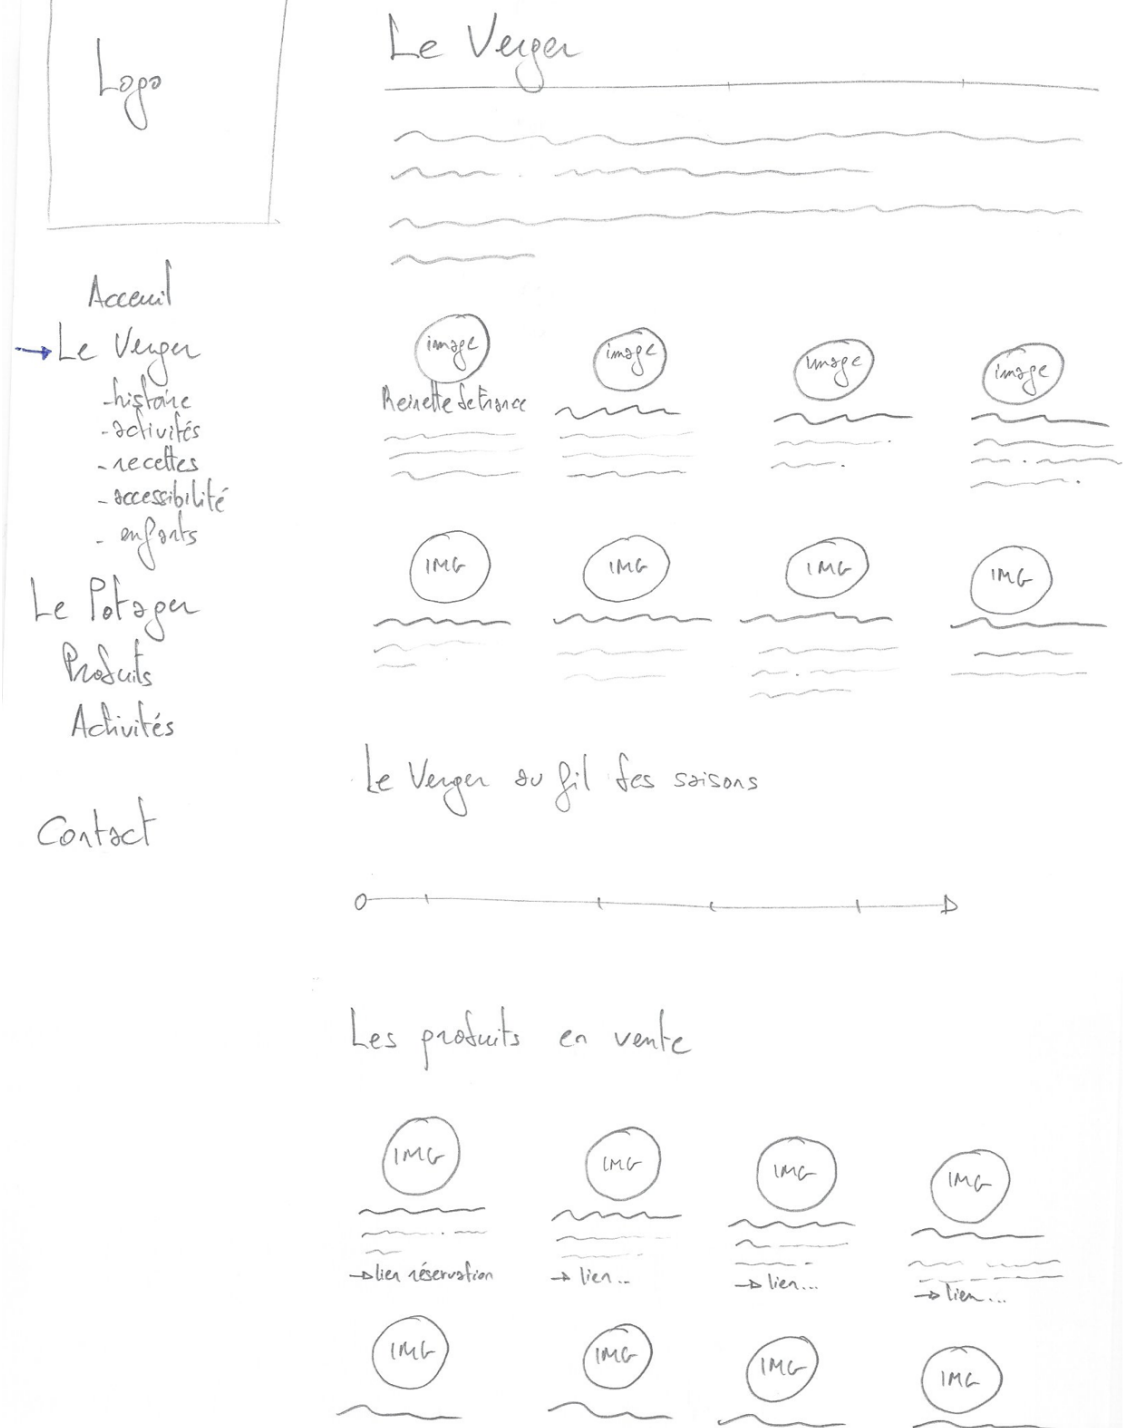 Logo
Acceuil
→ Le Verger
- histoire
- activités
- recettes
- accessibilité
- enfants
Le Potager
Produits
Activités
Contact
Le Verger
image image image image
Reinette de France
IMG IMG IMG IMG
Le Verger au fil des saisons
Les produits en vente
IMG IMG IMG IMG
→ lien réservation → lien... → lien... → lien...
IMG IMG IMG IMG